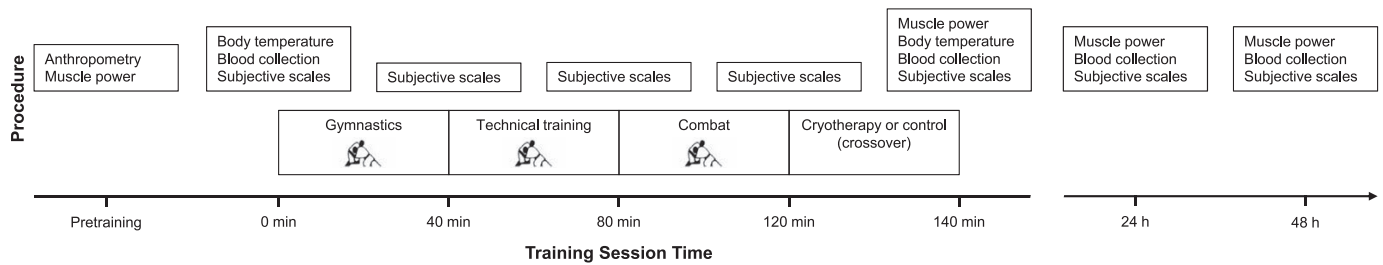 Procedure
Anthropometry
Muscle power
Body temperature
Blood collection
Subjective scales
Subjective scales
Subjective scales
Subjective scales
Muscle power
Body temperature
Blood collection
Subjective scales
Muscle power
Blood collection
Subjective scales
Muscle power
Blood collection
Subjective scales
Gymnastics
Technical training
Combat
Cryotherapy or control
(crossover)
Pretraining
0 min
40 min
80 min
120 min
140 min
24 h
48 h
Training Session Time